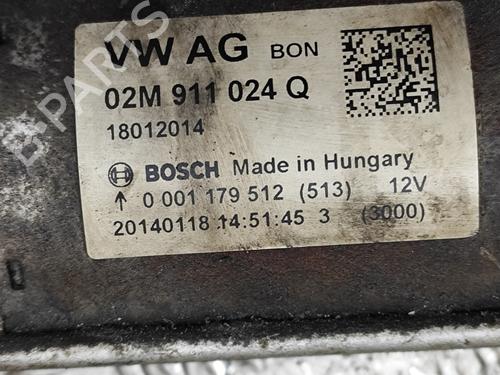 VW AG BON
02M 911 024 Q
18012014
BOSCH Made in Hungary
↑ 0 001 179 512 (513) 12V
20140118 14:51:45 3 (3000)
B-PARTS